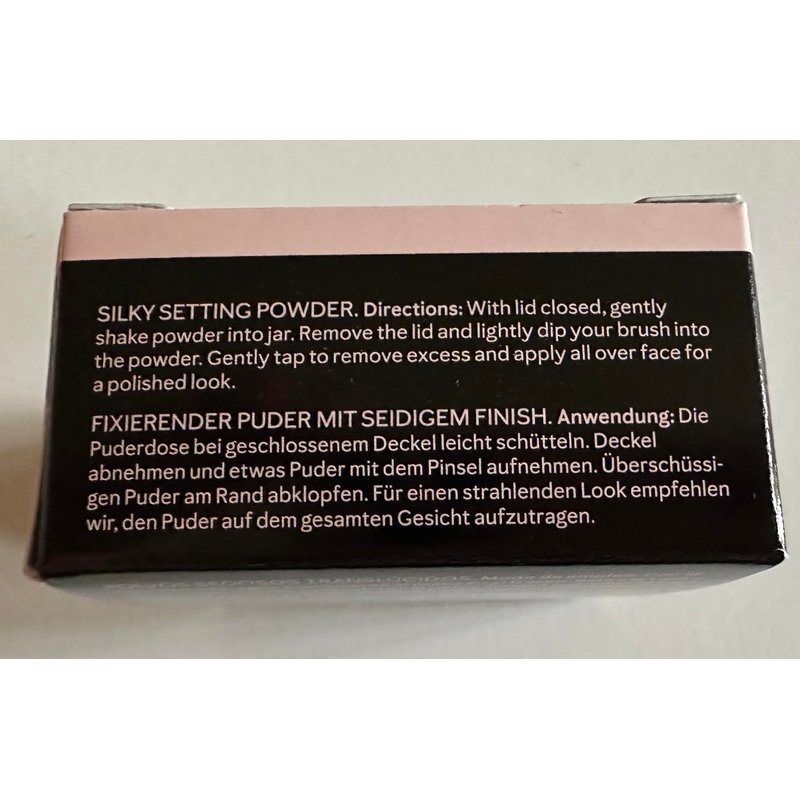 SILKY SETTING POWDER. Directions: With lid closed, gently
shake powder into jar. Remove the lid and lightly dip your brush into
the powder. Gently tap to remove excess and apply all over face for
a polished look.
FIXIERENDER PUDER MIT SEIDIGEM FINISH. Anwendung: Die
Puderdose bei geschlossenem Deckel leicht schütteln. Deckel
abnehmen und etwas Puder mit dem Pinsel aufnehmen. Überschüssi-
gen Puder am Rand abklopfen. Für einen strahlenden Look empfehlen
wir, den Puder auf dem gesamten Gesicht aufzutragen.
TRANSLÚCIDOS. Modo de